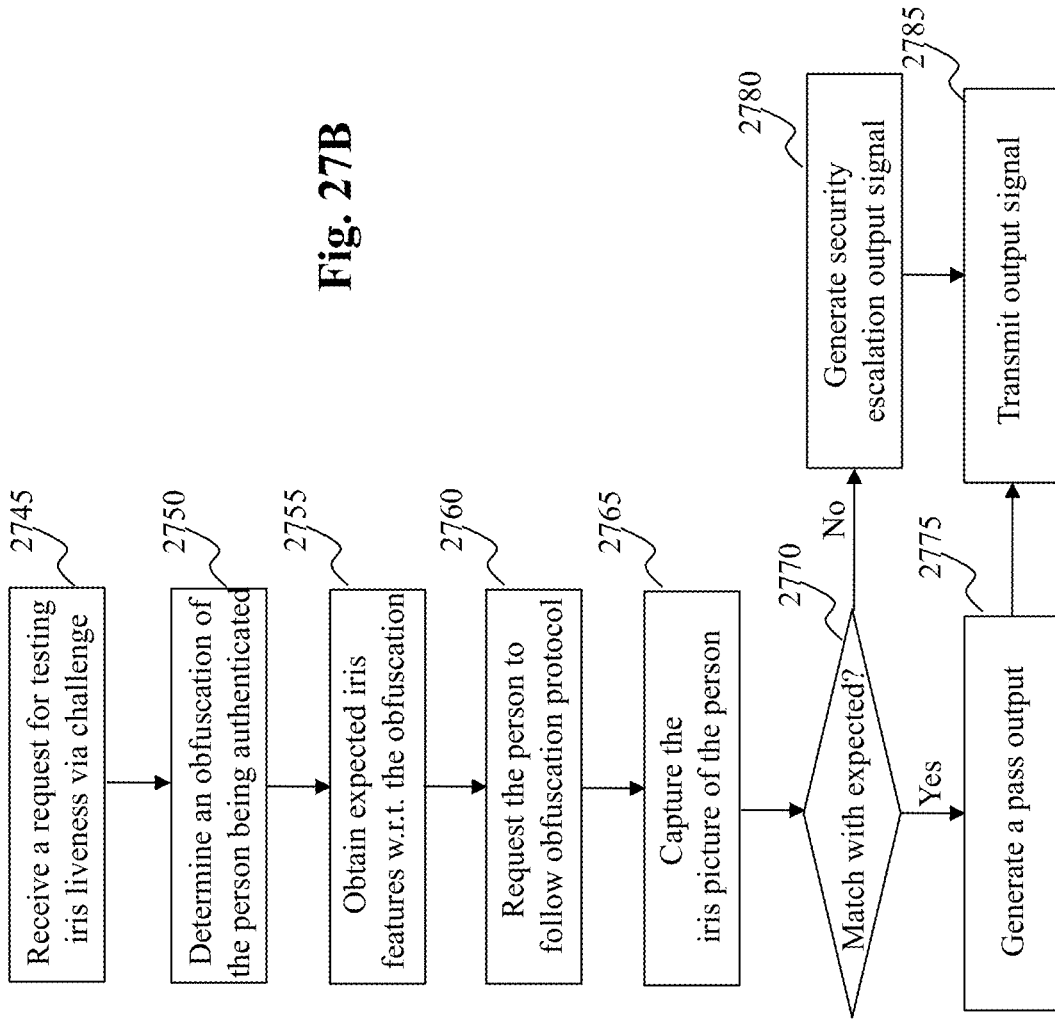 2745
Receive a request for testing
iris liveness via challenge
2750
Determine an obfuscation of
the person being authenticated
2755
Obtain expected iris
features w.r.t. the obfuscation
2760
Request the person to
follow obfuscation protocol
2765
Capture the
iris picture of the person
2770
Match with expected?
No
Yes
2780
Generate security
escalation output signal
2775
Generate a pass output
2785
Transmit output signal
Fig. 27B